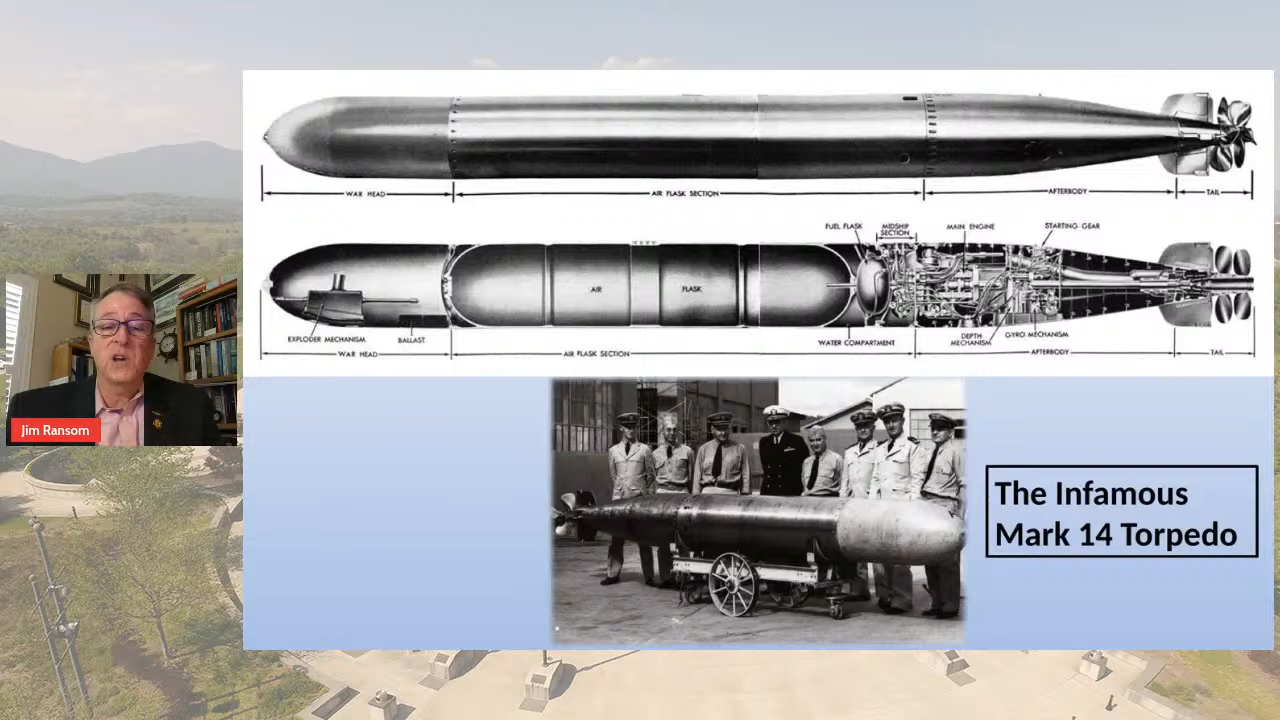 WAR HEAD
AIR FLASK SECTION
AFTERBODY
TAIL
FUEL FLASK
MIDSHIP
SECTION
MAIN ENGINE
STARTING GEAR
AIR
FLASK
EXPLODER MECHANISM
BALLAST
WATER COMPARTMENT
DEPTH
MECHANISM
GYRO MECHANISM
WAR HEAD
AIR FLASK SECTION
AFTERBODY
TAIL
Jim Ransom
The Infamous
Mark 14 Torpedo